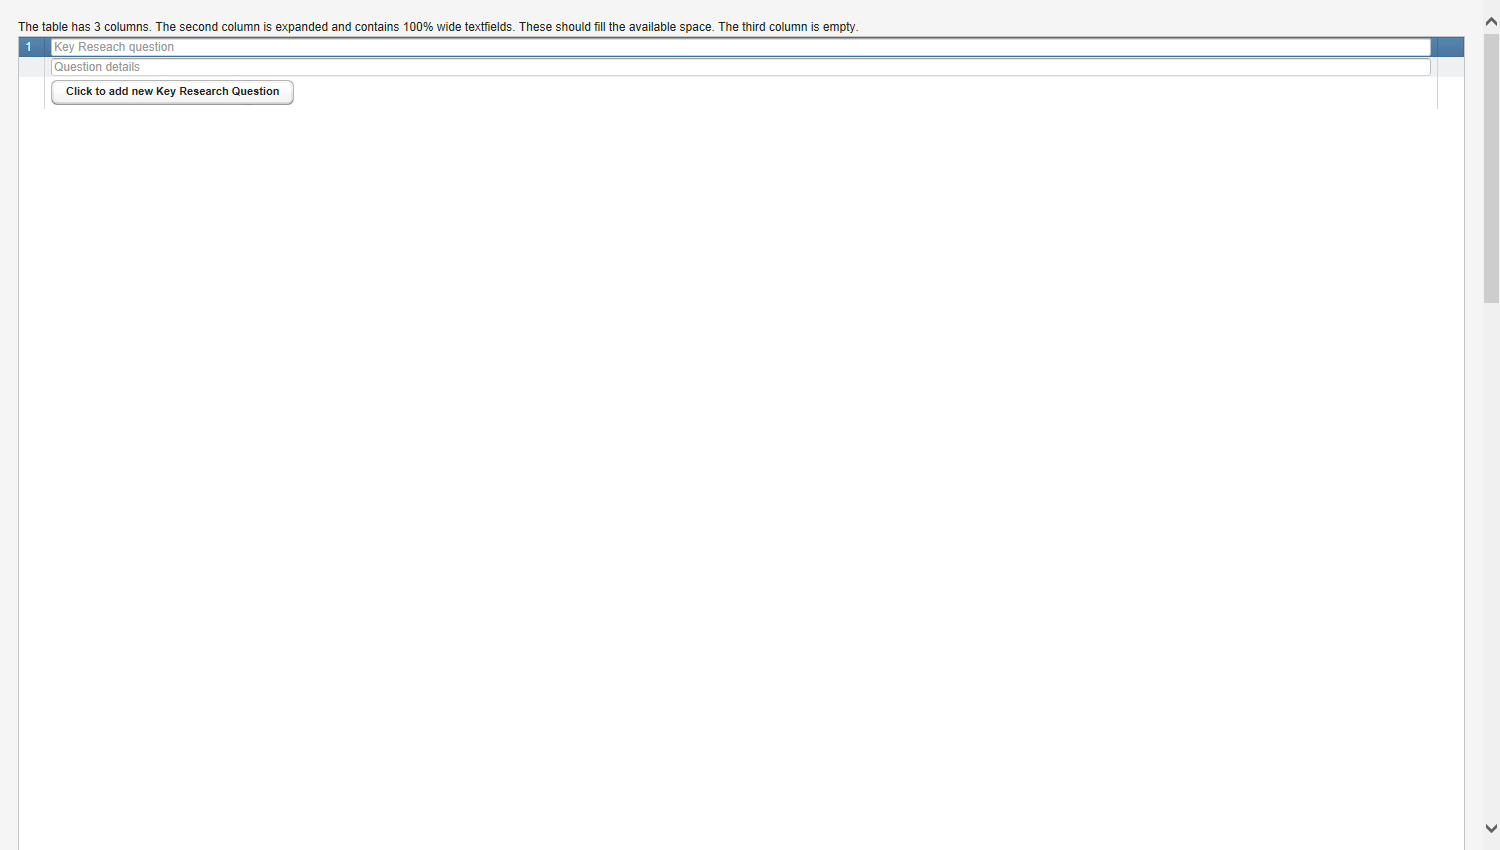 The table has 3 columns. The second column is expanded and contains 100% wide textfields. These should fill the available space. The third column is empty.
1 Key Reseach question
Question details
Click to add new Key Research Question